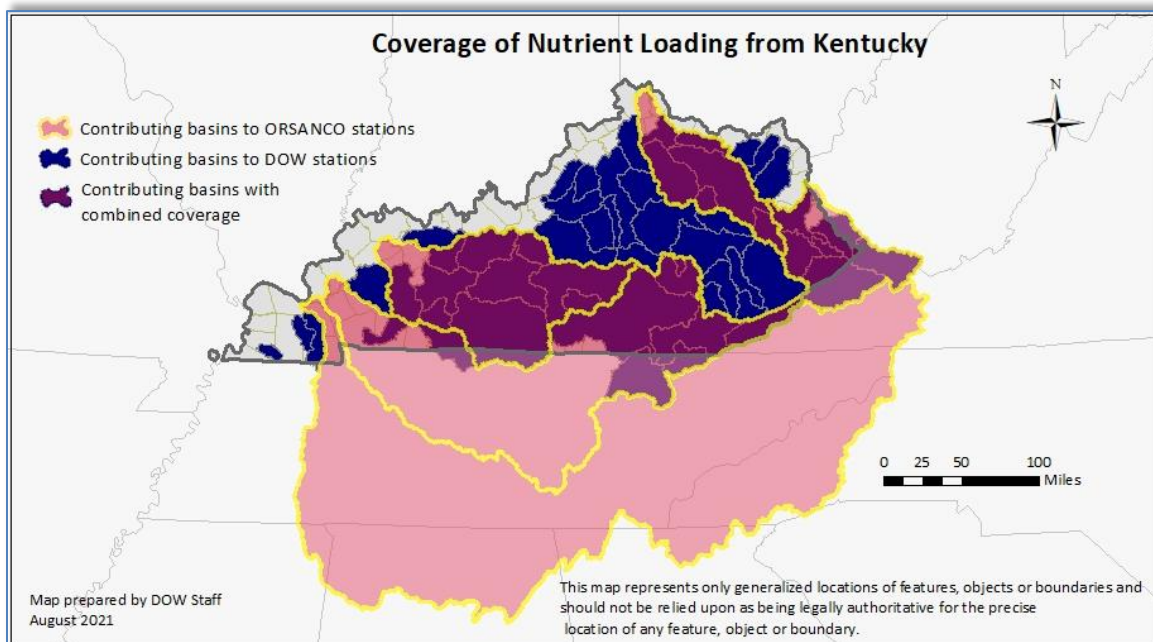 Coverage of Nutrient Loading from Kentucky
N
Contributing basins to ORSANCO stations
Contributing basins to DOW stations
Contributing basins with
combined coverage
0 25 50 100
Miles
Map prepared by DOW Staff
August 2021
This map represents only generalized locations of features, objects or boundaries and
should not be relied upon as being legally authoritative for the precise
location of any feature, object or boundary.